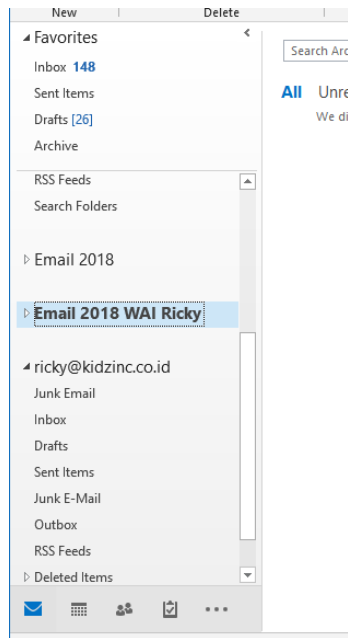 New Delete
Favorites
Search Arc
Inbox 148
All Unre
Sent Items
We di
Drafts [26]
Archive
RSS Feeds
Search Folders
Email 2018
Email 2018 WAI Ricky
ricky@kidzinc.co.id
Junk Email
Inbox
Drafts
Sent Items
Junk E-Mail
Outbox
RSS Feeds
Deleted Items